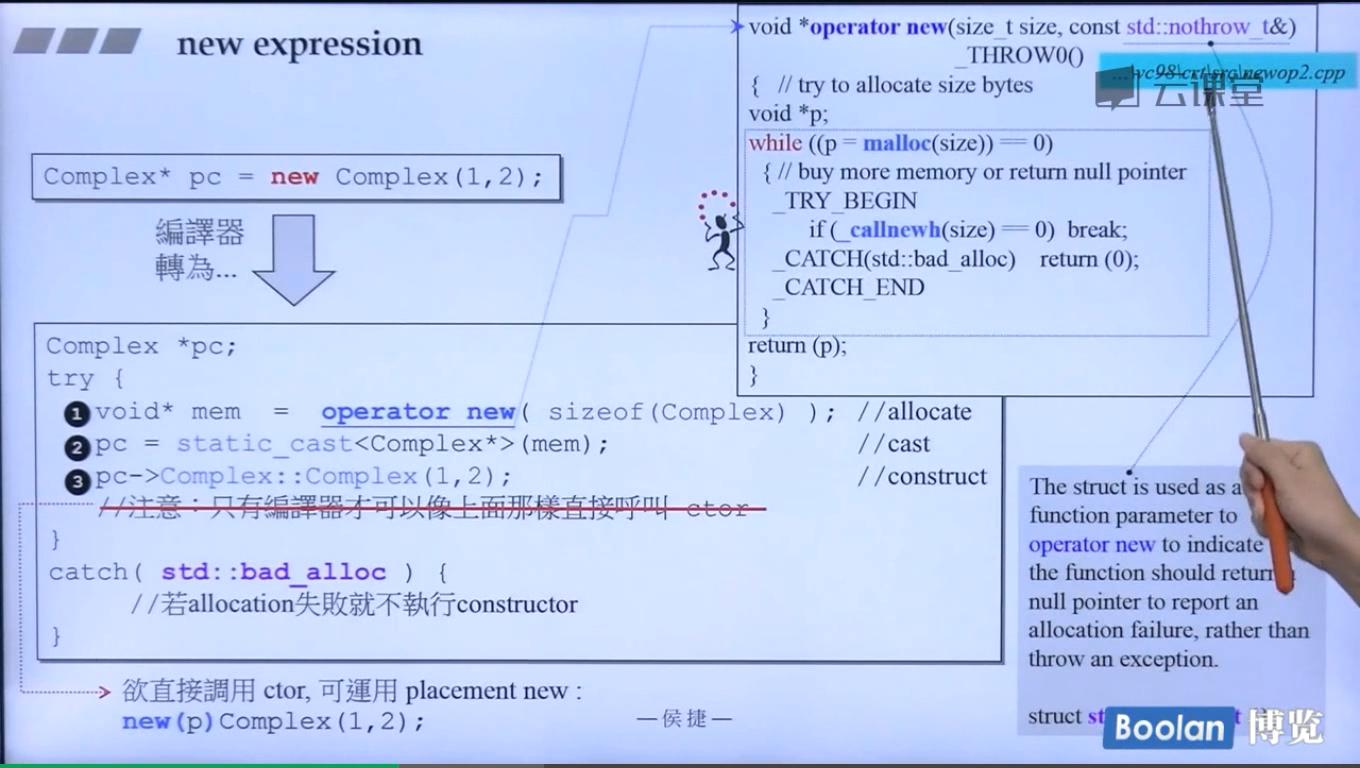 new expression
Complex* pc = new Complex(1,2);
編譯器
轉為...
Complex *pc;
try {
1 void* mem = operator new( sizeof(Complex) ); //allocate
2 pc = static_cast<Complex*>(mem); //cast
3 pc->Complex::Complex(1,2); //construct
//注意：只有編譯器才可以像上面那樣直接呼叫 ctor
}
catch( std::bad_alloc ) {
//若allocation失敗就不執行constructor
}
欲直接調用 ctor, 可運用 placement new :
new(p)Complex(1,2);
—侯捷—
void *operator new(size_t size, const std::nothrow_t&)
_THROW0()
...\vc98\crt\src\newop2.cpp
云课堂
{ // try to allocate size bytes
void *p;
while ((p = malloc(size)) == 0)
{ // buy more memory or return null pointer
_TRY_BEGIN
if (_callnewh(size) == 0) break;
_CATCH(std::bad_alloc) return (0);
_CATCH_END
}
return (p);
}
The struct is used as a
function parameter to
operator new to indicate
the function should return
null pointer to report an
allocation failure, rather than
throw an exception.
struct
Boolan 博览